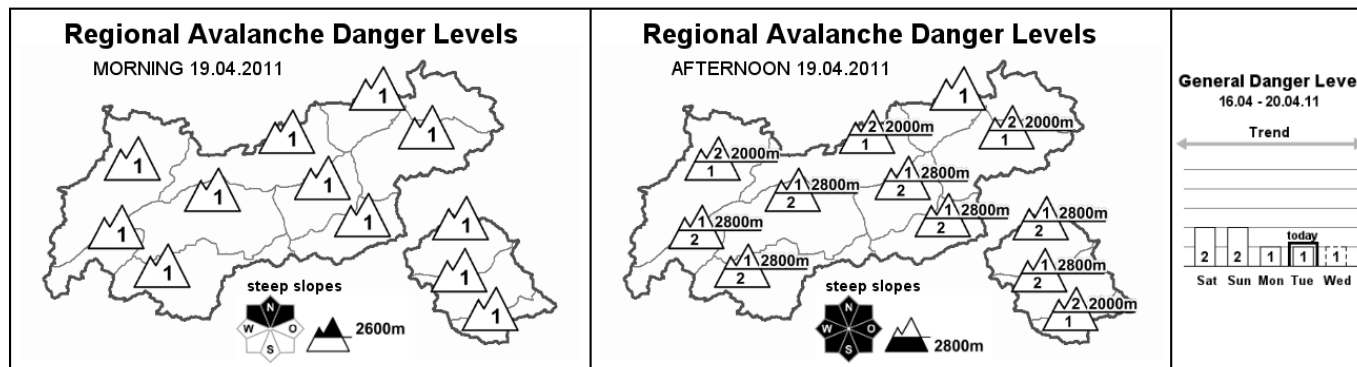 Regional Avalanche Danger Levels
MORNING 19.04.2011
1
1
1
1
1
1
1
1
1
1
1
1
steep slopes
N
W O
S
2600m
Regional Avalanche Danger Levels
AFTERNOON 19.04.2011
1
2 2000m
1
2 2000m
1
2 2000m
1
1 2800m
2
1 2800m
2
1 2800m
2
1 2800m
2
1 2800m
2
1 2800m
2
1 2800m
2
2 2000m
1
steep slopes
N
W O
S
2800m
General Danger Leve
16.04 - 20.04.11
Trend
today
2 2 1 1 1
Sat Sun Mon Tue Wed